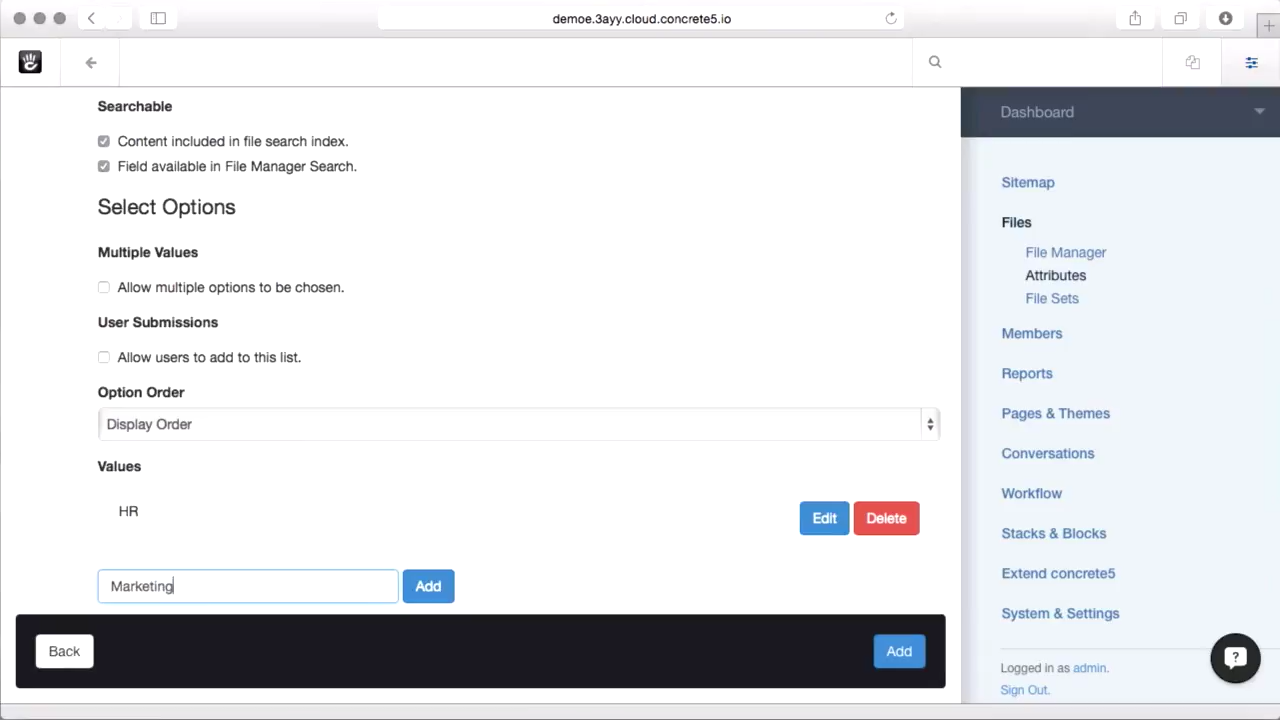 demoe.3ayy.cloud.concrete5.io
Searchable
Content included in file search index.
Field available in File Manager Search.
Select Options
Multiple Values
Allow multiple options to be chosen.
User Submissions
Allow users to add to this list.
Option Order
Display Order
Values
HR
Edit
Delete
Marketing
Add
Back
Add
Dashboard
Sitemap
Files
File Manager
Attributes
File Sets
Members
Reports
Pages & Themes
Conversations
Workflow
Stacks & Blocks
Extend concrete5
System & Settings
Logged in as admin.
Sign Out.